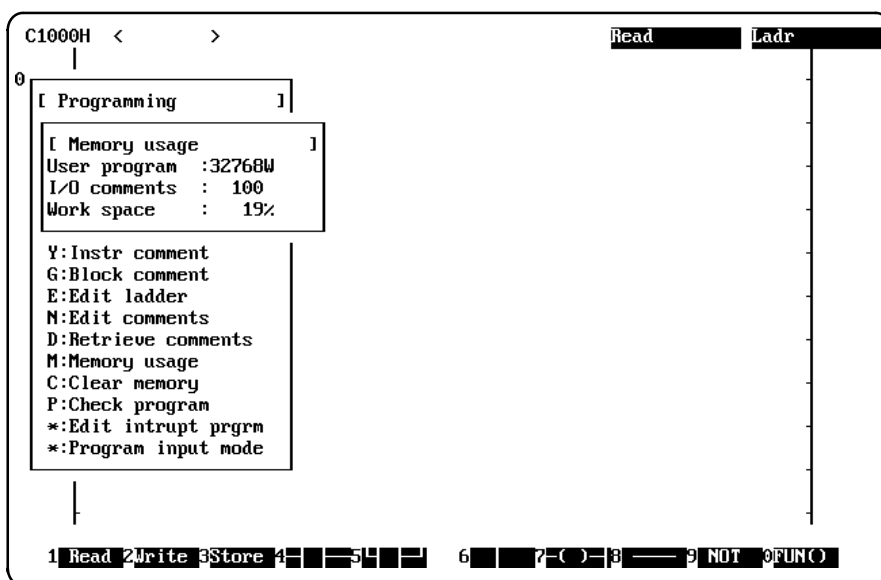 C1000H < > Read Ladr
0
[ Programming ]
[ Memory usage ]
User program :32768W
I/O comments : 100
Work space : 19%
Y:Instr comment
G:Block comment
E:Edit ladder
N:Edit comments
D:Retrieve comments
M:Memory usage
C:Clear memory
P:Check program
*:Edit intrupt prgrm
*:Program input mode
1 Read 2Write 3Store 4 5 6 7-( )- 8 —— 9 NOT 0FUN()